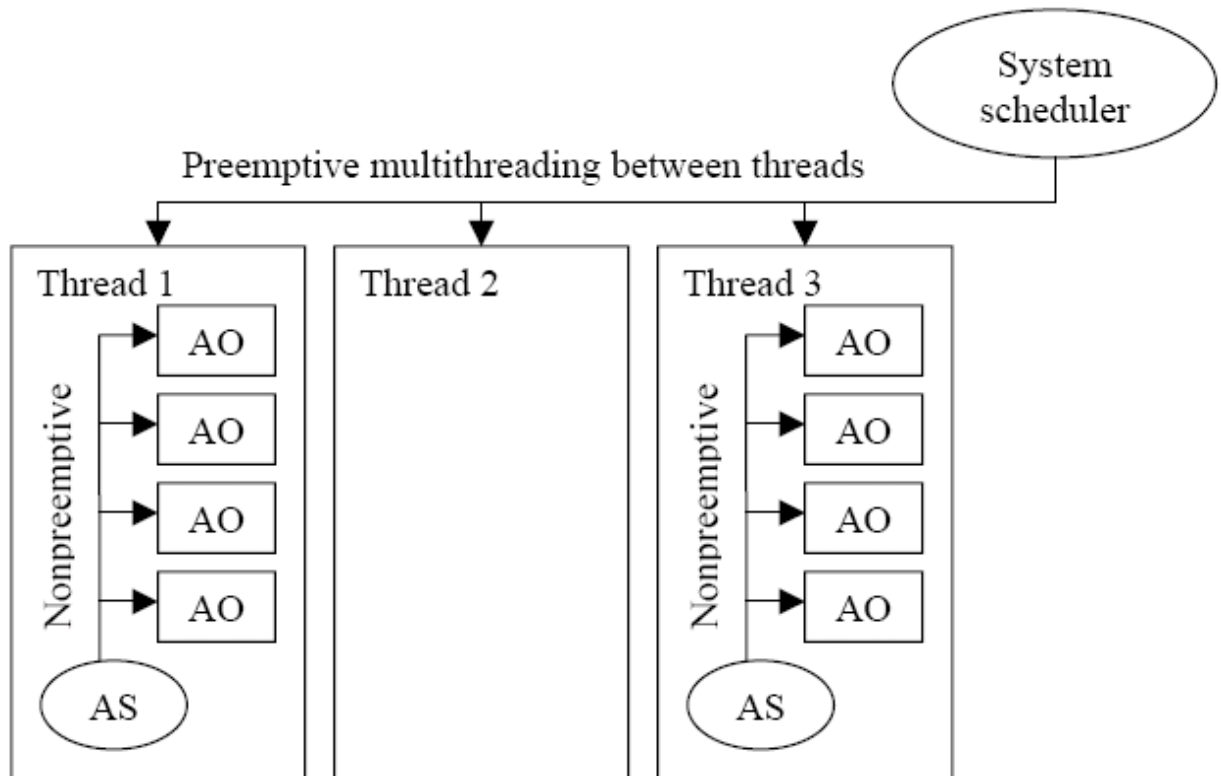 System
scheduler
Preemptive multithreading between threads
Thread 1
AO
AO
AO
AO
Nonpreemptive
AS
Thread 2
Thread 3
AO
AO
AO
AO
Nonpreemptive
AS